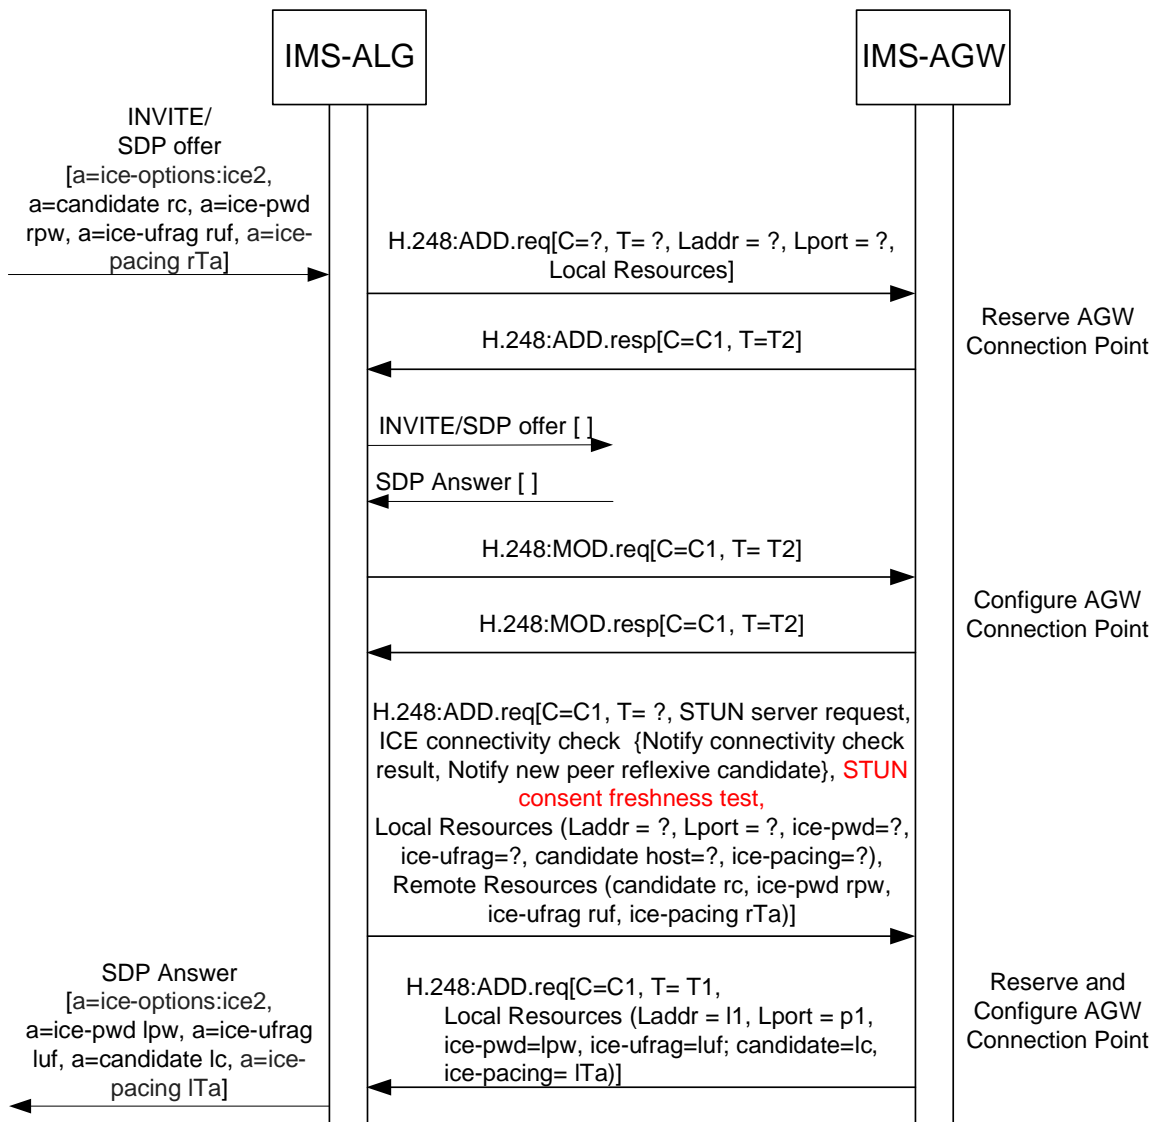 IMS-ALG
IMS-AGW
INVITE/
SDP offer
[a=ice-options:ice2,
a=candidate rc, a=ice-pwd
rpw, a=ice-ufrag ruf, a=ice-
pacing rTa]
H.248:ADD.req[C=?, T= ?, Laddr = ?, Lport = ?,
Local Resources]
Reserve AGW
Connection Point
H.248:ADD.resp[C=C1, T=T2]
INVITE/SDP offer [ ]
SDP Answer [ ]
H.248:MOD.req[C=C1, T= T2]
Configure AGW
Connection Point
H.248:MOD.resp[C=C1, T=T2]
H.248:ADD.req[C=C1, T= ?, STUN server request,
ICE connectivity check {Notify connectivity check
result, Notify new peer reflexive candidate}, STUN
consent freshness test,
Local Resources (Laddr = ?, Lport = ?, ice-pwd=?,
ice-ufrag=?, candidate host=?, ice-pacing=?),
Remote Resources (candidate rc, ice-pwd rpw,
ice-ufrag ruf, ice-pacing rTa)]
SDP Answer
[a=ice-options:ice2,
a=ice-pwd lpw, a=ice-ufrag
luf, a=candidate lc, a=ice-
pacing lTa]
H.248:ADD.req[C=C1, T= T1,
Local Resources (Laddr = l1, Lport = p1,
ice-pwd=lpw, ice-ufrag=luf; candidate=lc,
ice-pacing= lTa)]
Reserve and
Configure AGW
Connection Point